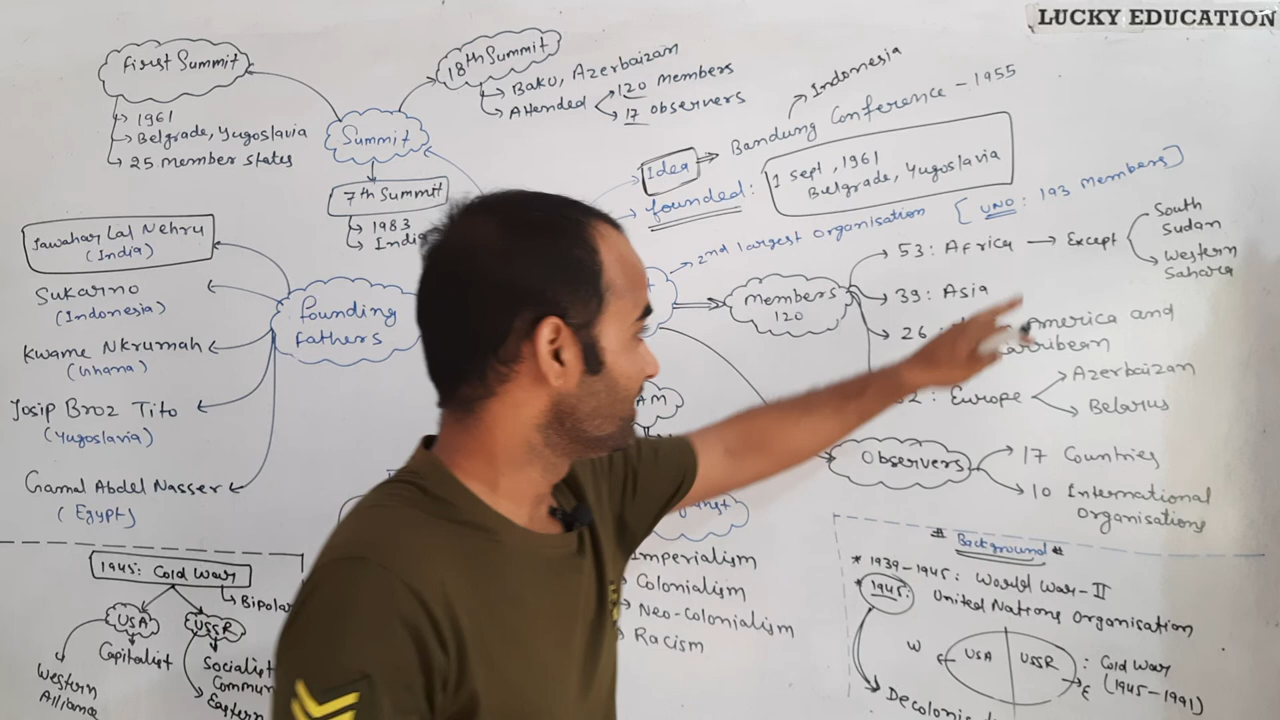 LUCKY EDUCATION
First Summit
1961
Belgrade, Yugoslavia
25 member states
Summit
18th Summit
Baku, Azerbaizan
Attended
120 members
17 observers
7th Summit
1983
India
Idea
Bandung Conference - 1955
Indonesia
founded:
1 sept, 1961
Belgrade, Yugoslavia
2nd largest organisation
[UNO: 193 Members]
Members
120
53: Africa
Except
South
Sudan
Western
Sahara
39: Asia
26
America and
02: Europe
Azerbaizan
Belarus
Observers
17 Countries
10 International
Organisations
founding
fathers
Jawahar Lal Nehru
(India)
Sukarno
(Indonesia)
Kwame Nkrumah
(Ghana)
Josip Broz Tito
(Yugoslavia)
Gamal Abdel Nasser
(Egypt)
AM
Imperialism
Colonialism
Neo-Colonialism
Racism
1945: Cold War
Bipolar
USA
USSR
Capitalist
Socialist
Western
Alliance
Eastern
# Background #
* 1939-1945: World War-II
* 1945: United Nations Organisation
W
USA
USSR
E
: Cold War
(1945-1991)